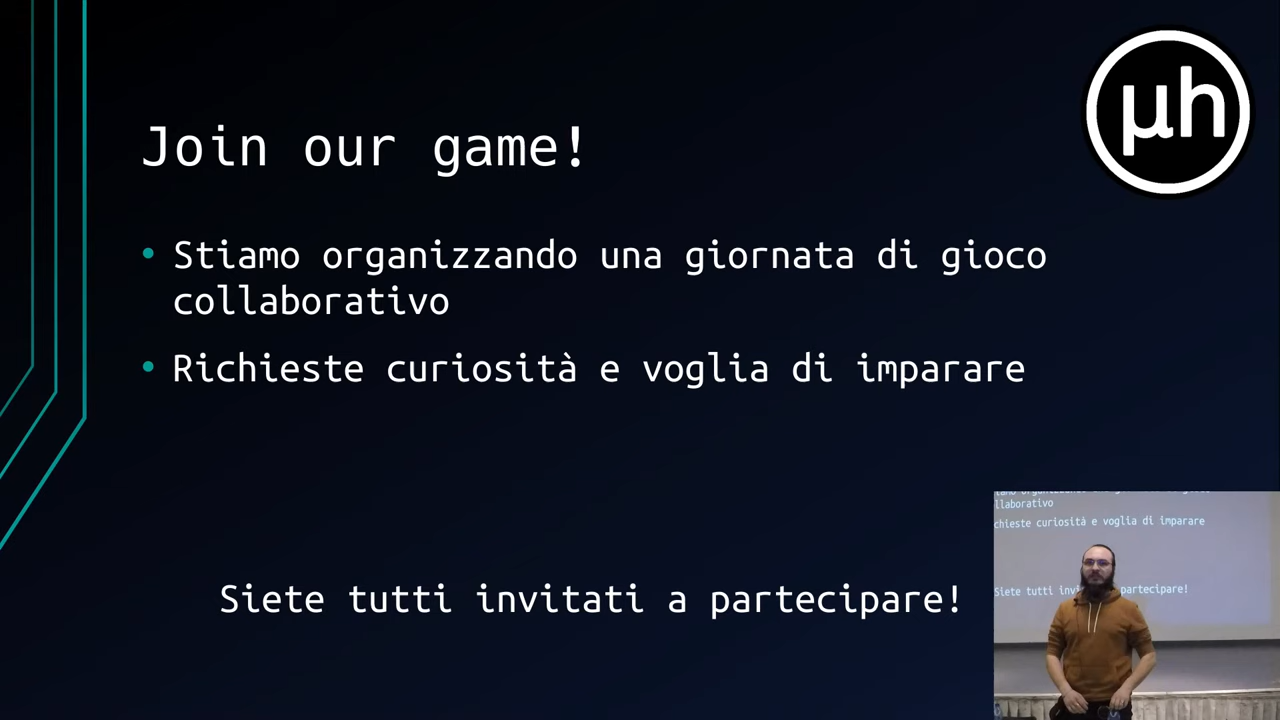 µh
Join our game!
• Stiamo organizzando una giornata di gioco
collaborativo
• Richieste curiosità e voglia di imparare
Siete tutti invitati a partecipare!
llaborativo
chieste curiosità e voglia di imparare
Siete tutti inv partecipare!